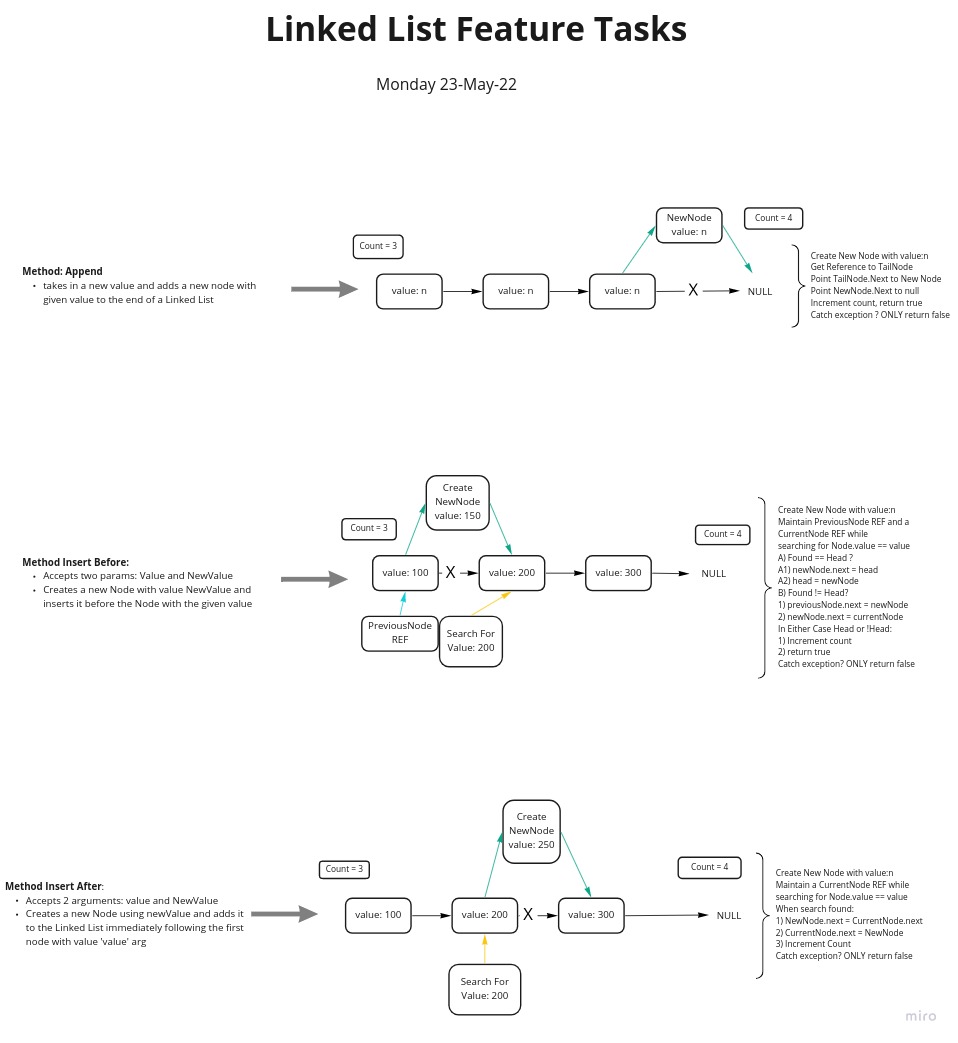 Linked List Feature Tasks
Monday 23-May-22
Method: Append
• takes in a new value and adds a new node with
given value to the end of a Linked List
Count = 3
value: n
value: n
value: n
NewNode
value: n
X
NULL
Count = 4
Create New Node with value:n
Get Reference to TailNode
Point TailNode.Next to New Node
Point NewNode.Next to null
Increment count, return true
Catch exception ? ONLY return false
Method Insert Before:
• Accepts two params: Value and NewValue
• Creates a new Node with value NewValue and
inserts it before the Node with the given value
Count = 3
Create
NewNode
value: 150
value: 100
X
value: 200
value: 300
NULL
PreviousNode
REF
Search For
Value: 200
Count = 4
Create New Node with value:n
Maintain PreviousNode REF and a
CurrentNode REF while
searching for Node.value == value
A) Found == Head ?
A1) newNode.next = head
A2) head = newNode
B) Found != Head?
1) previousNode.next = newNode
2) newNode.next = currentNode
In Either Case Head or !Head:
1) Increment count
2) return true
Catch exception? ONLY return false
Method Insert After:
• Accepts 2 arguments: value and NewValue
• Creates a new Node using newValue and adds it
to the Linked List immediately following the first
node with value 'value' arg
Count = 3
Create
NewNode
value: 250
value: 100
value: 200
X
value: 300
NULL
Search For
Value: 200
Count = 4
Create New Node with value:n
Maintain a CurrentNode REF while
searching for Node.value == value
When search found:
1) NewNode.next = CurrentNode.next
2) CurrentNode.next = NewNode
3) Increment Count
Catch exception? ONLY return false
miro